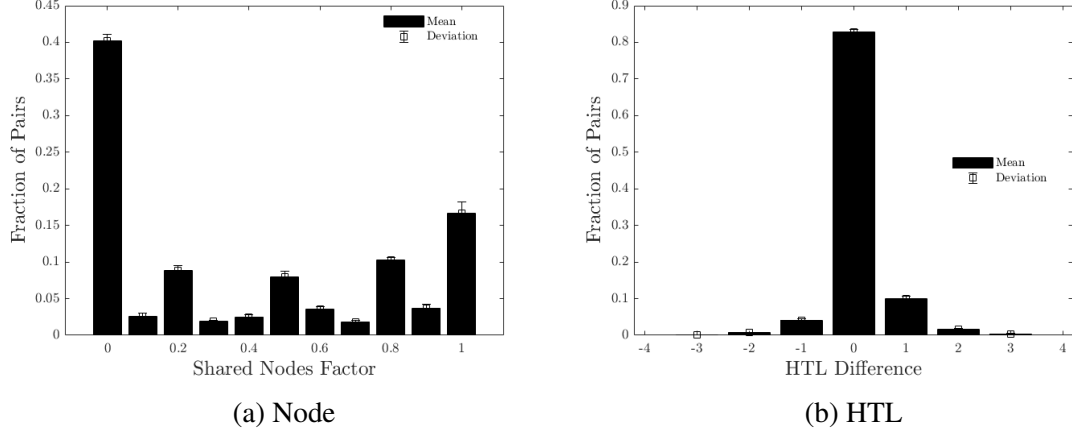 0.45
0.4
0.35
0.3
0.25
0.2
0.15
0.1
0.05
0
Fraction of Pairs
Mean
Deviation
0 0.2 0.4 0.6 0.8 1
Shared Nodes Factor
(a) Node
0.9
0.8
0.7
0.6
0.5
0.4
0.3
0.2
0.1
0
Fraction of Pairs
Mean
Deviation
-4 -3 -2 -1 0 1 2 3 4
HTL Difference
(b) HTL